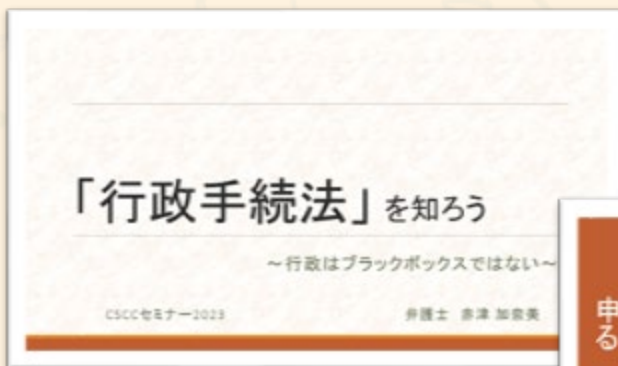 「行政手続法」を知ろう
～行政はブラックボックスではない～
CSCCセミナー2023
弁護士 赤津 加奈美
申
る